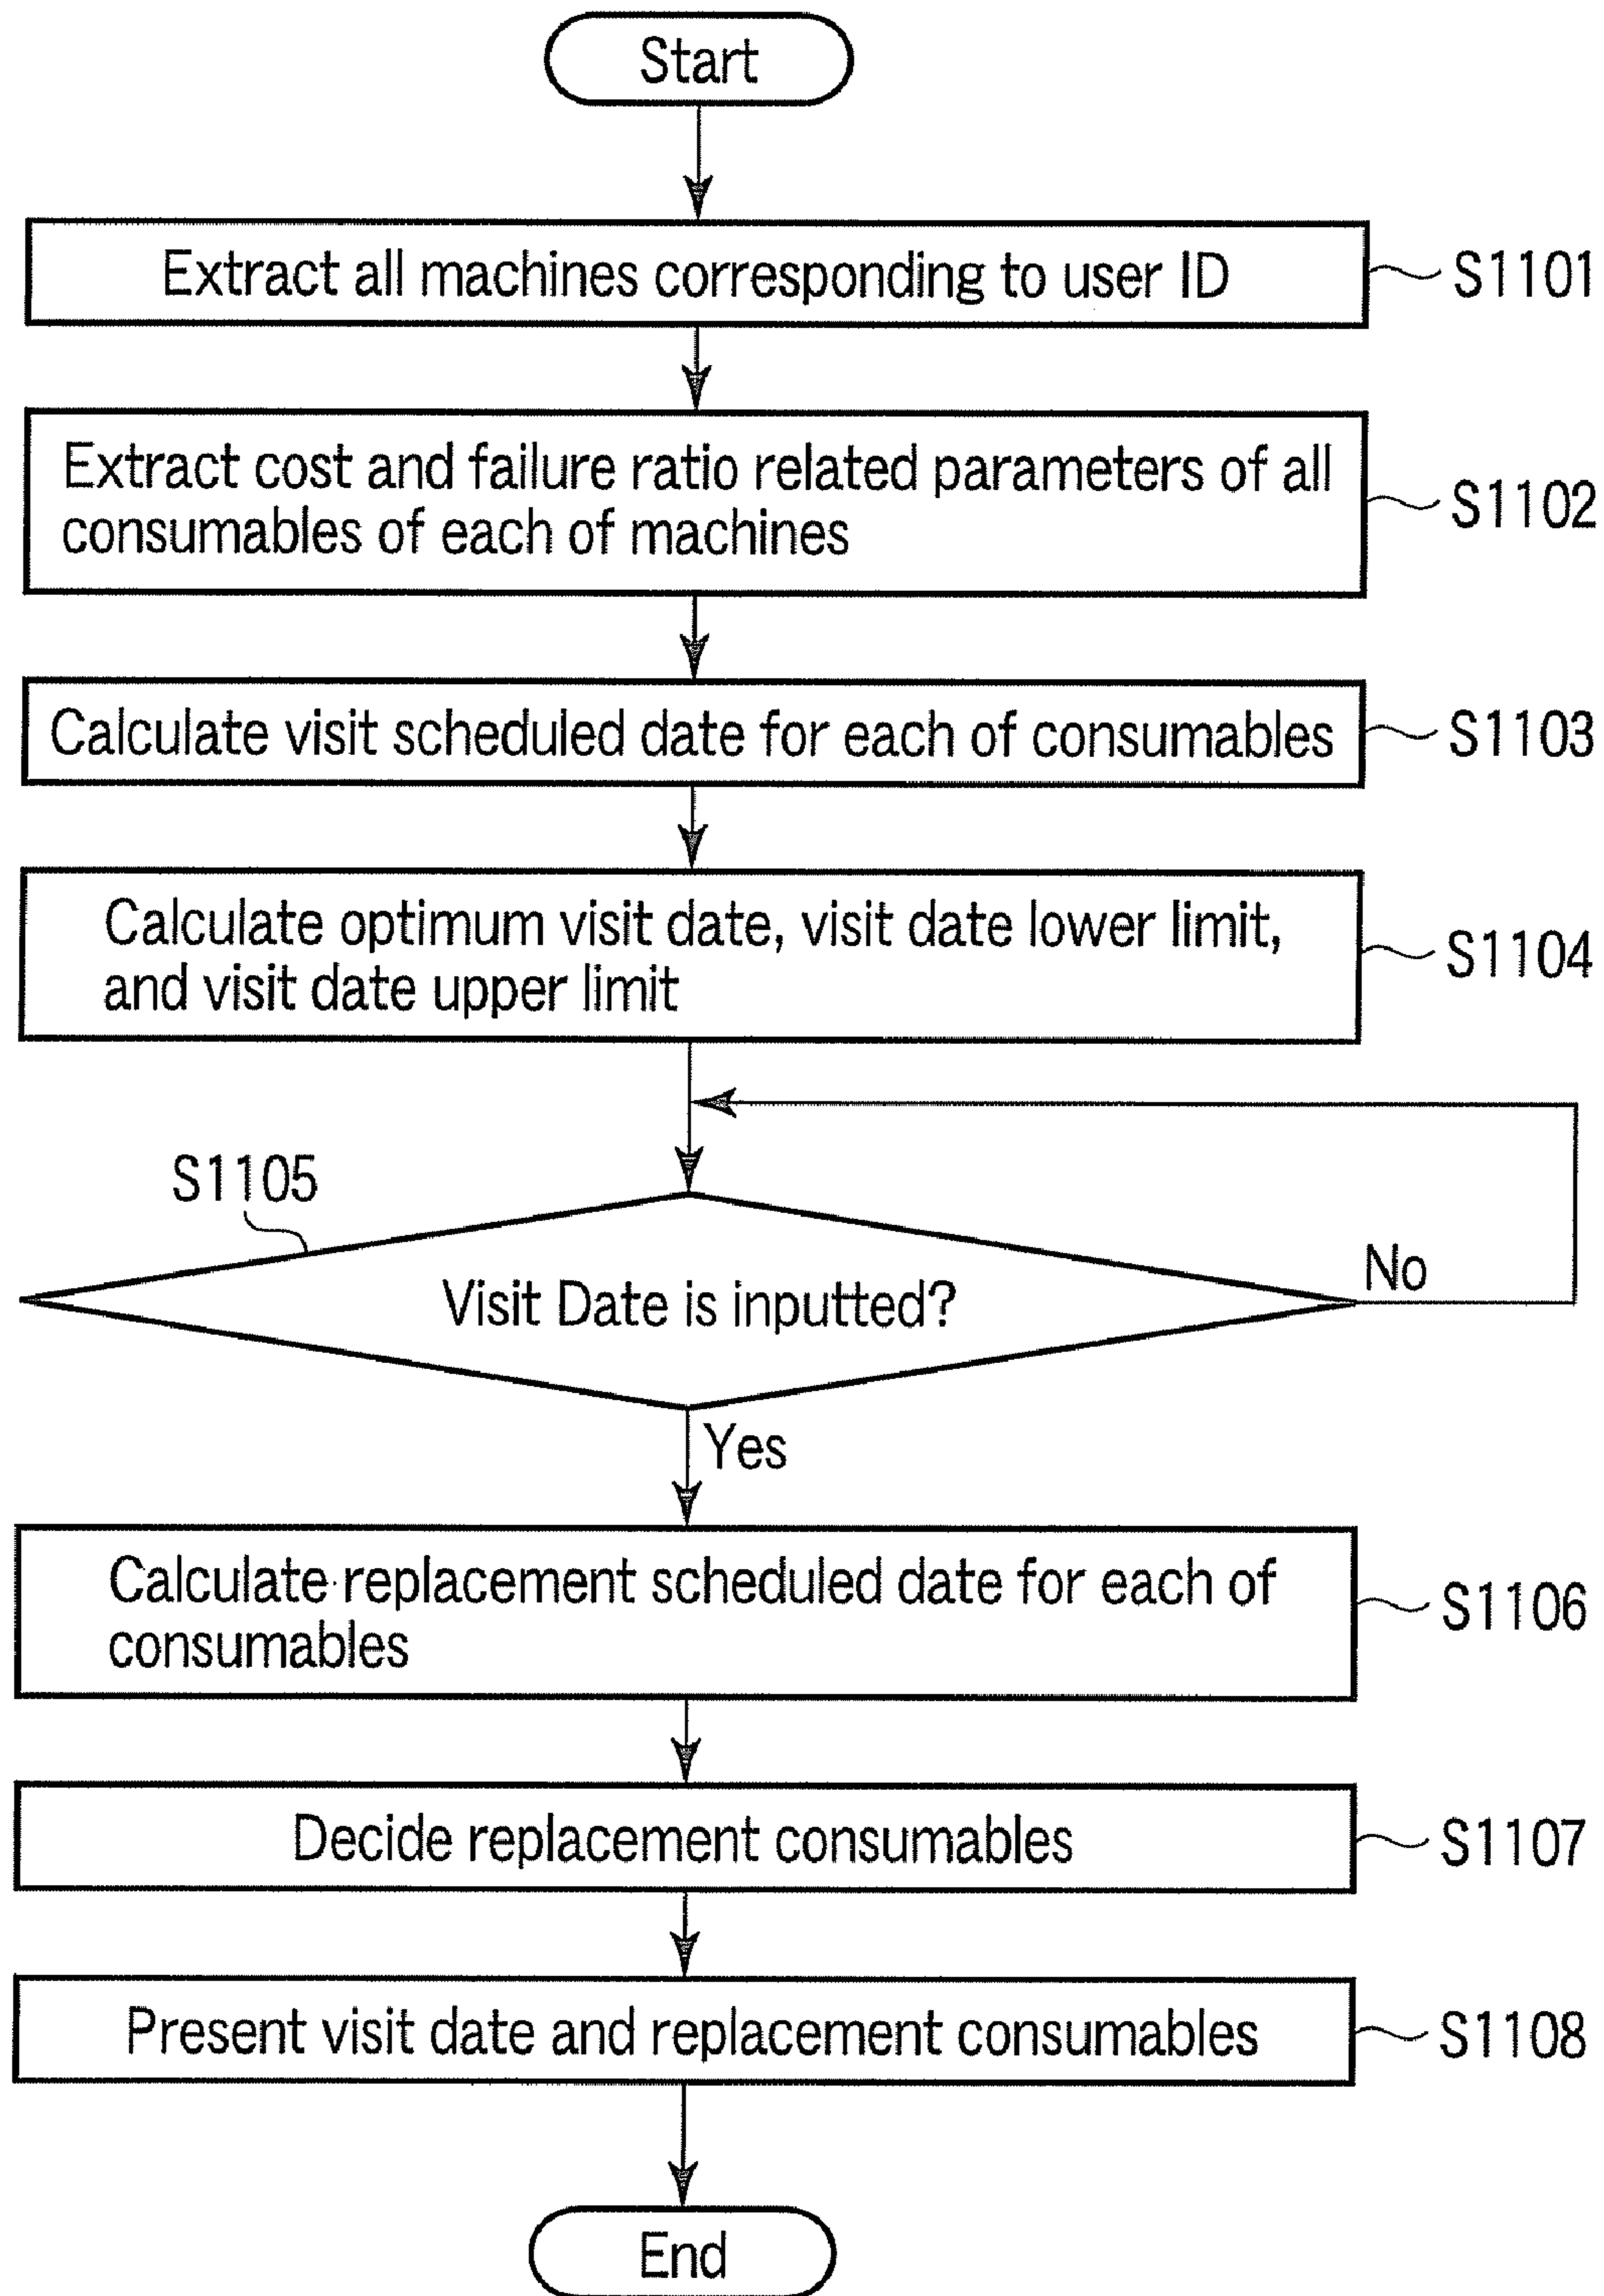 Start
Extract all machines corresponding to user ID
S1101
Extract cost and failure ratio related parameters of all
consumables of each of machines
S1102
Calculate visit scheduled date for each of consumables
S1103
Calculate optimum visit date, visit date lower limit,
and visit date upper limit
S1104
S1105
Visit Date is inputted?
No
Yes
Calculate replacement scheduled date for each of
consumables
S1106
Decide replacement consumables
S1107
Present visit date and replacement consumables
S1108
End